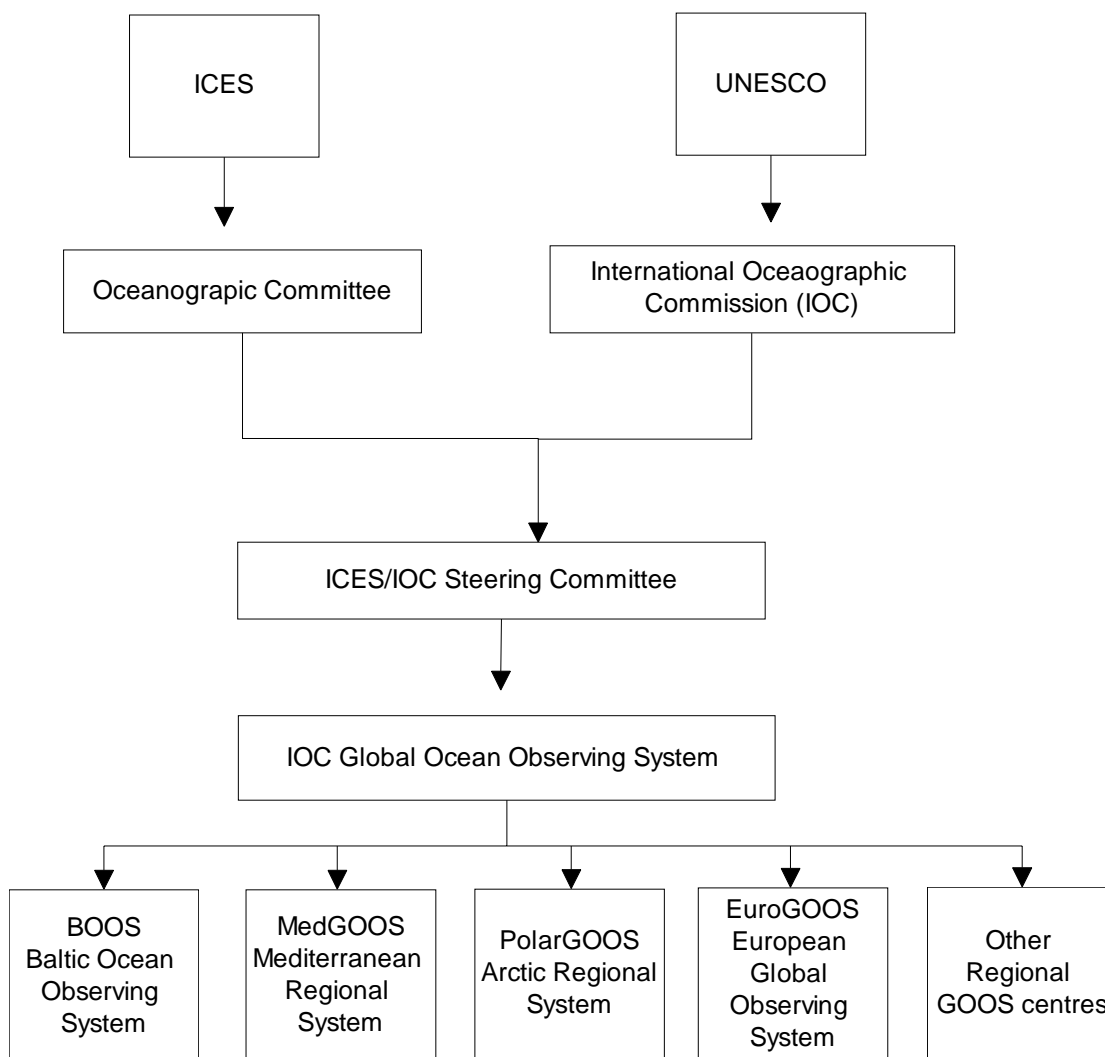 ICES
UNESCO
Oceanograpic Committee
International Oceaographic
Commission (IOC)
ICES/IOC Steering Committee
IOC Global Ocean Observing System
BOOS
Baltic Ocean
Observing
System
MedGOOS
Mediterranean
Regional
System
PolarGOOS
Arctic Regional
System
EuroGOOS
European
Global
Observing
System
Other
Regional
GOOS centres